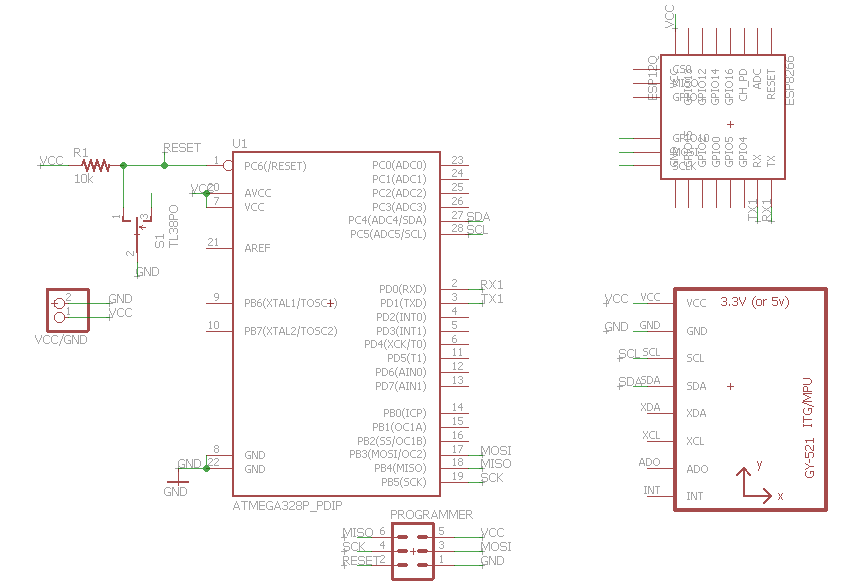 VCC
R1
10k
RESET
1
3
2
S1
TL38PO
GND
2
1
GND
VCC
VCC/GND
U1
1
PC6(/RESET)
VCC
20
AVCC
7
VCC
21
AREF
9
PB6(XTAL1/TOSC1)
10
PB7(XTAL2/TOSC2)
GND
8
GND
22
GND
GND
PC0(ADC0)
23
PC1(ADC1)
24
PC2(ADC2)
25
PC3(ADC3)
26
PC4(ADC4/SDA)
27
SDA
PC5(ADC5/SCL)
28
SCL
PD0(RXD)
2
RX1
PD1(TXD)
3
TX1
PD2(INT0)
4
PD3(INT1)
5
PD4(XCK/T0)
6
PD5(T1)
11
PD6(AIN0)
12
PD7(AIN1)
13
PB0(ICP)
14
PB1(OC1A)
15
PB2(SS/OC1B)
16
PB3(MOSI/OC2)
17
MOSI
PB4(MISO)
18
MISO
PB5(SCK)
19
SCK
ATMEGA328P_PDIP
PROGRAMMER
MISO
6
5
VCC
SCK
4
3
MOSI
RESET
2
1
GND
VCC
ESP12Q
ESP8266
CS0
MISO
GPIO12
GPIO14
GPIO16
CH_PD
ADC
RESET
GPIO10
MOSI
SCLK
GND
GPIO0
GPIO5
GPIO4
RX
TX
TX1
RX1
VCC
VCC
VCC
3.3V (or 5v)
GND
GND
GND
SCL
SCL
SCL
SDA
SDA
SDA
XDA
XDA
XCL
XCL
ADO
ADO
INT
INT
GY-521 ITG/MPU
y
x